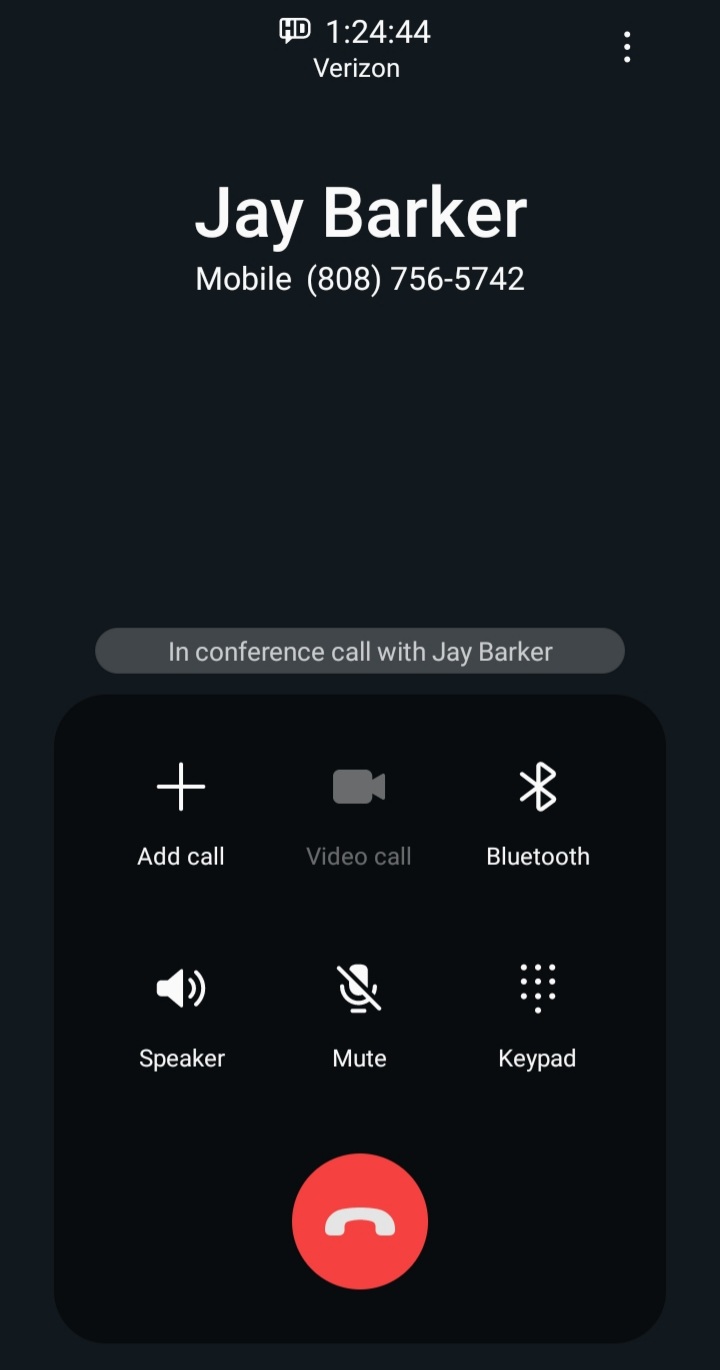 HD 1:24:44
Verizon
Jay Barker
Mobile (808) 756-5742
In conference call with Jay Barker
Add call Video call Bluetooth
Speaker Mute Keypad